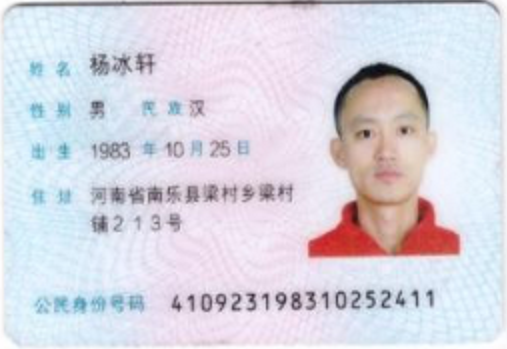 姓名 杨冰轩
性别 男 民族 汉
出生 1983 年 10 月 25 日
住址 河南省南乐县梁村乡梁村
铺213号
公民身份号码 410923198310252411